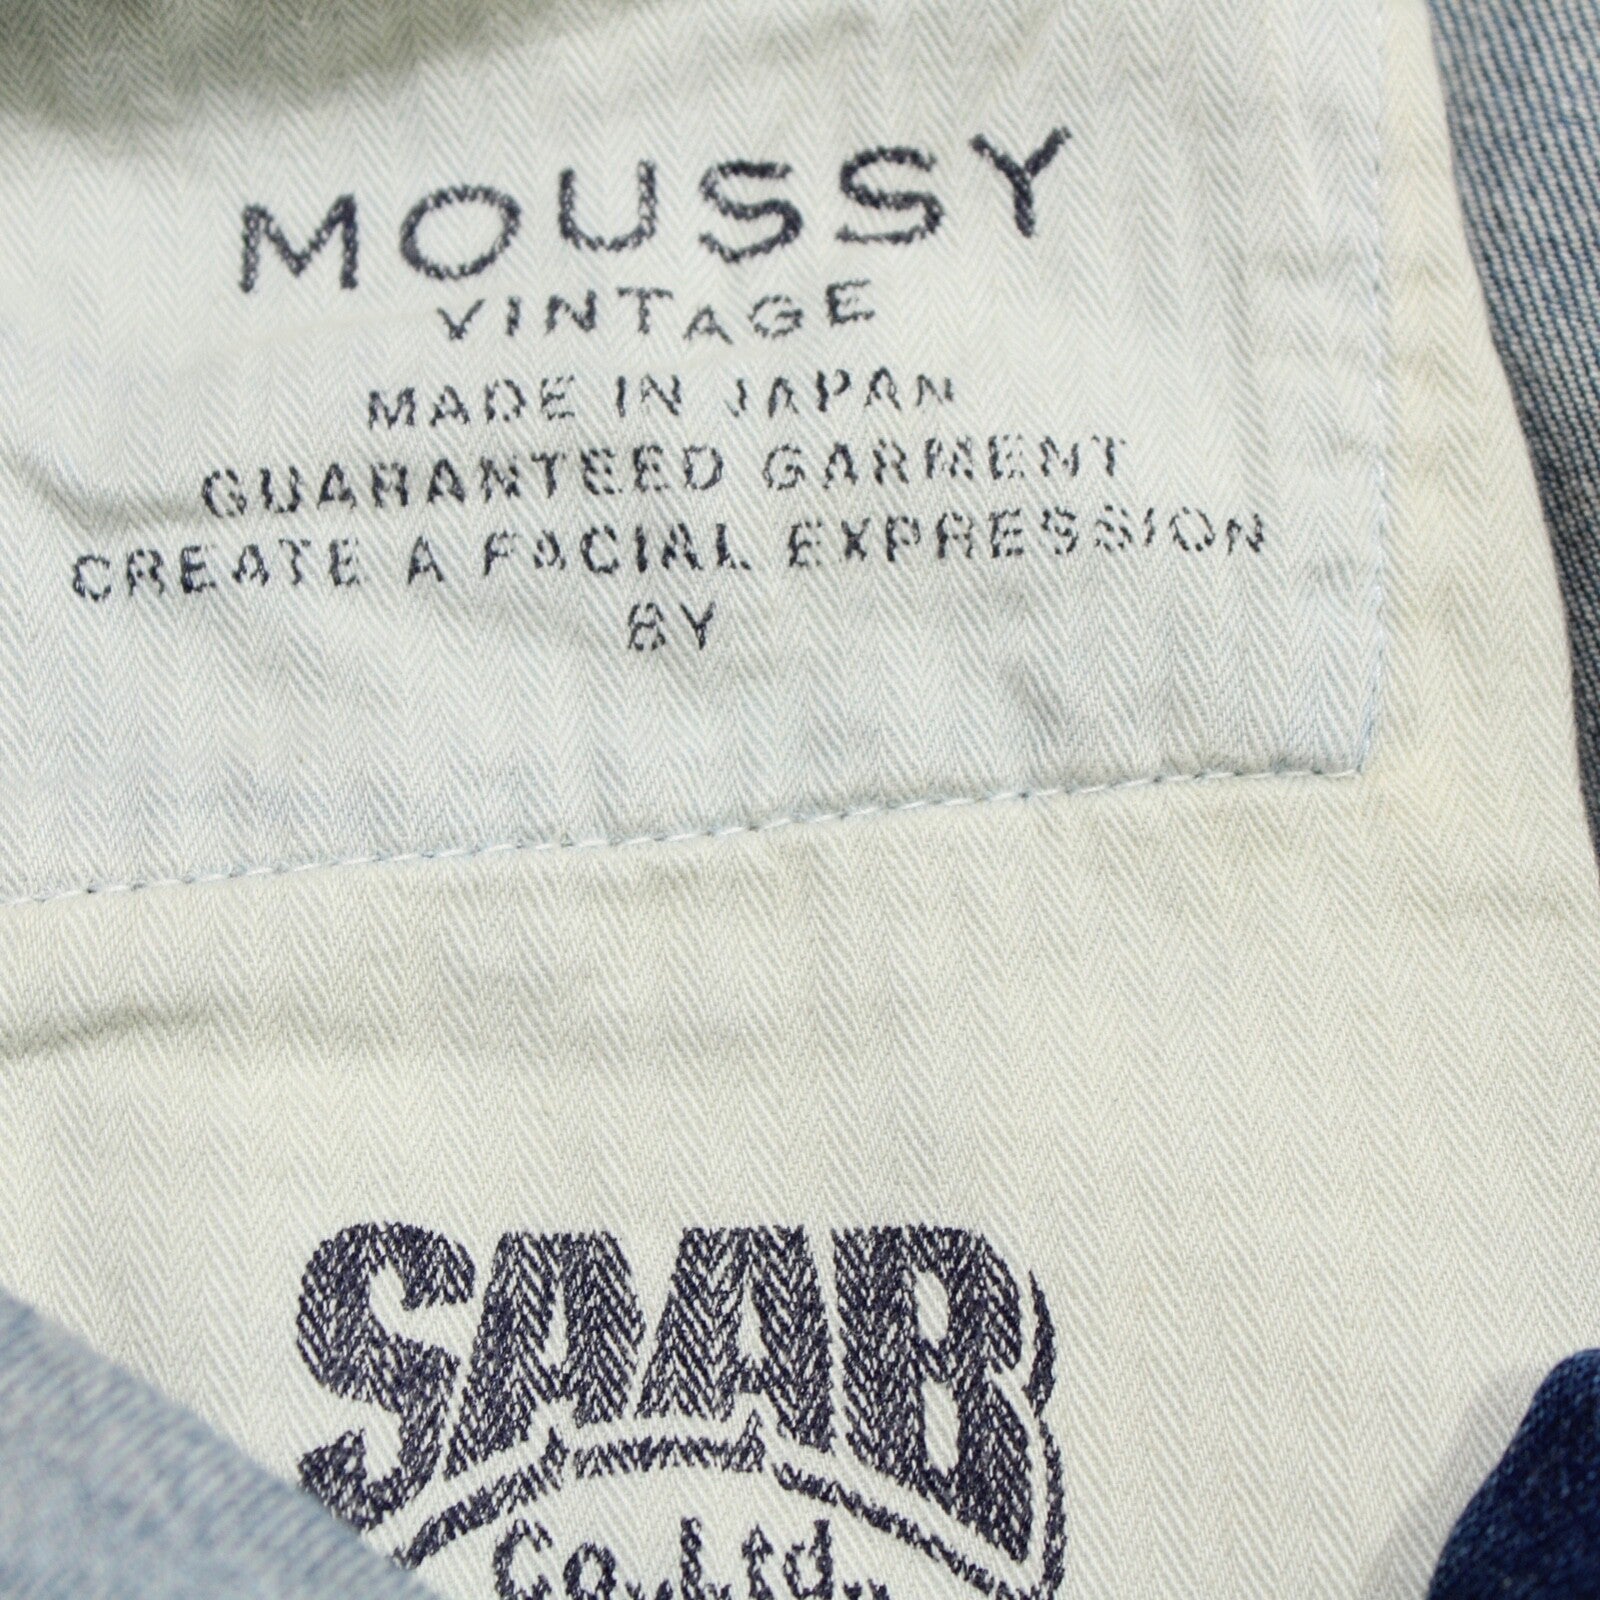 MOUSSY
VINTAGE
MADE IN JAPAN
GUARANTEED GARMENT
CREATE A FACIAL EXPRESSION
BY
SAAB
Co.,Ltd.,